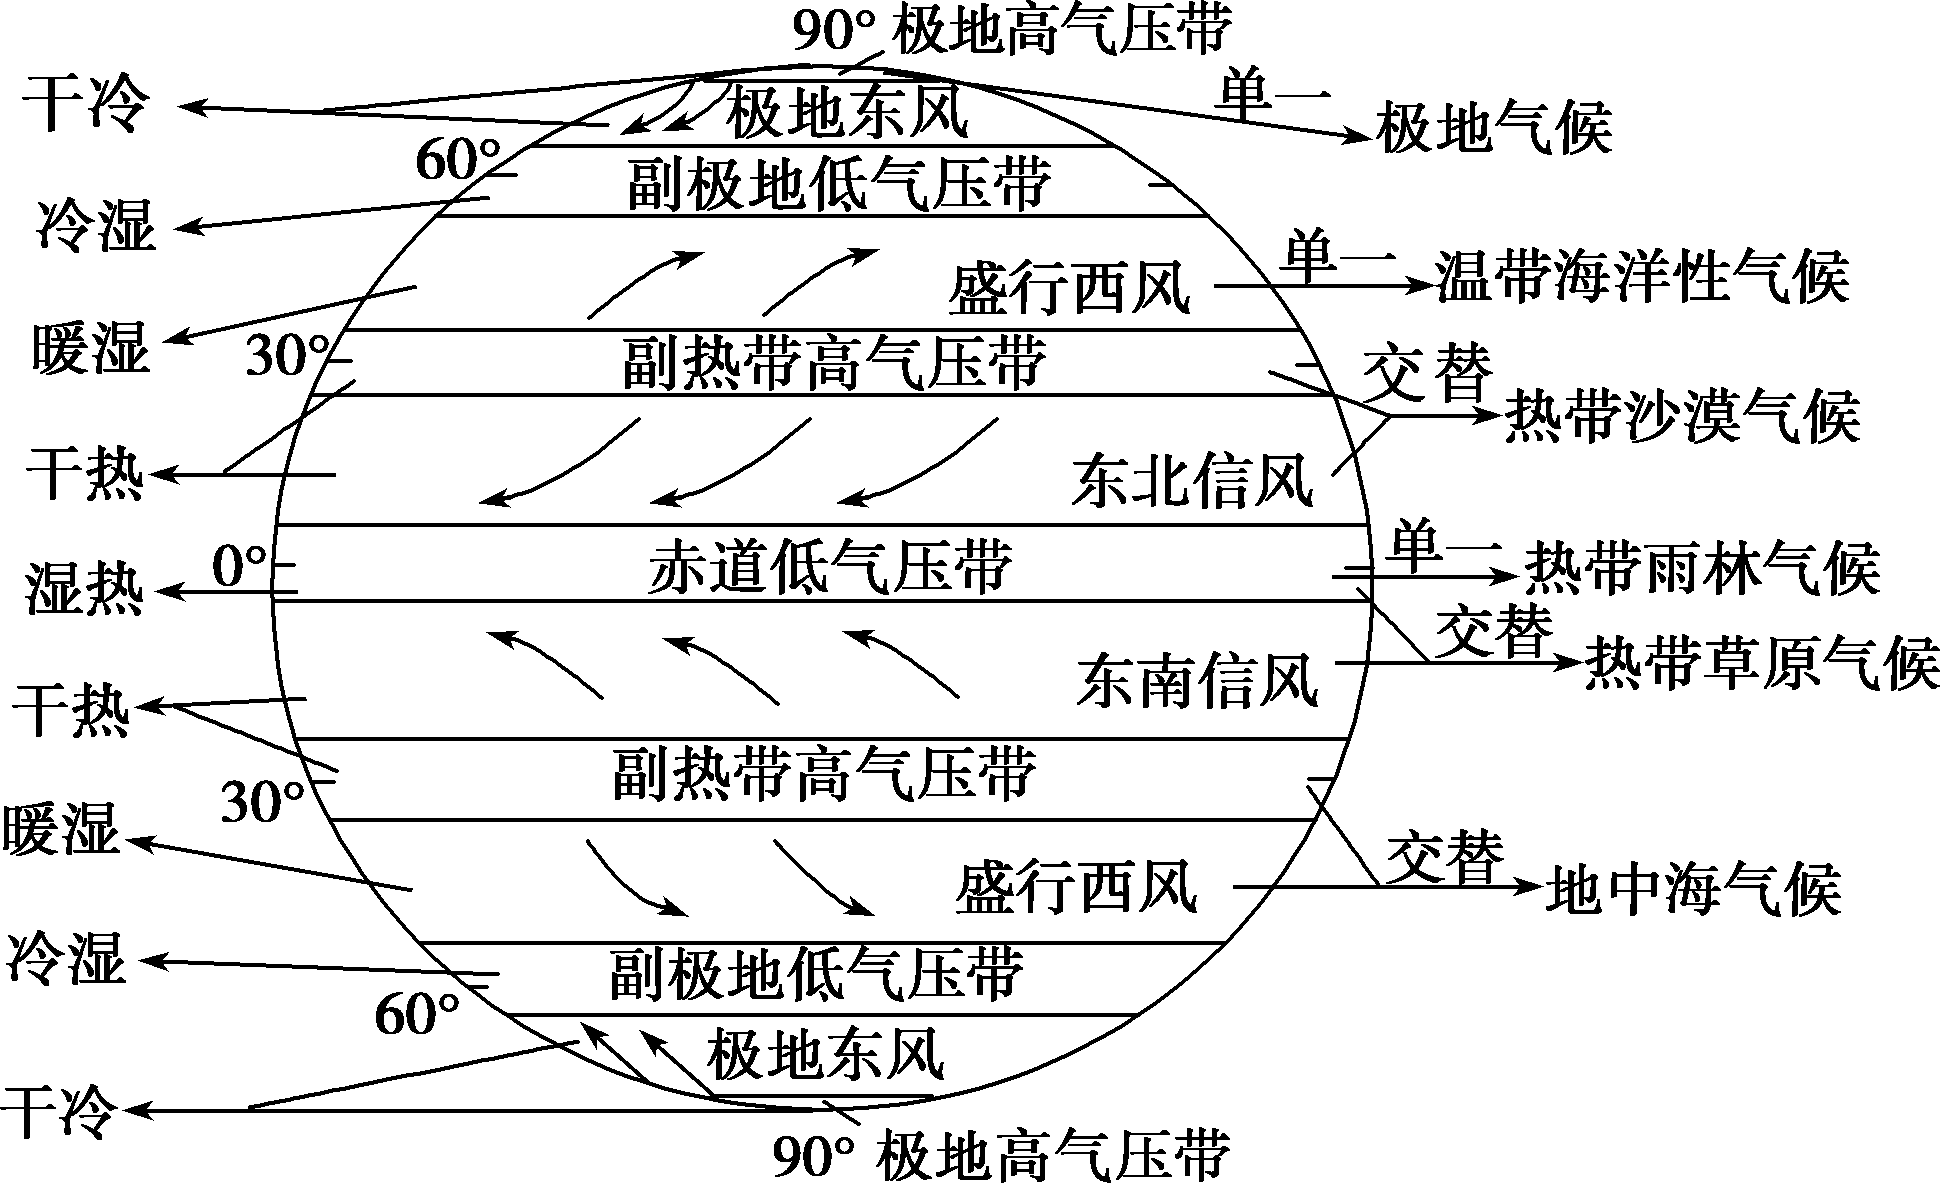 90° 极地高气压带
干冷
单一
极地气候
极地东风
60°
副极地低气压带
冷湿
单一
盛行西风
温带海洋性气候
暖湿
30°
副热带高气压带
交替
热带沙漠气候
干热
东北信风
0°
赤道低气压带
单一
热带雨林气候
湿热
交替
热带草原气候
东南信风
干热
30°
副热带高气压带
暖湿
交替
盛行西风
地中海气候
冷湿
副极地低气压带
60°
极地东风
干冷
90° 极地高气压带